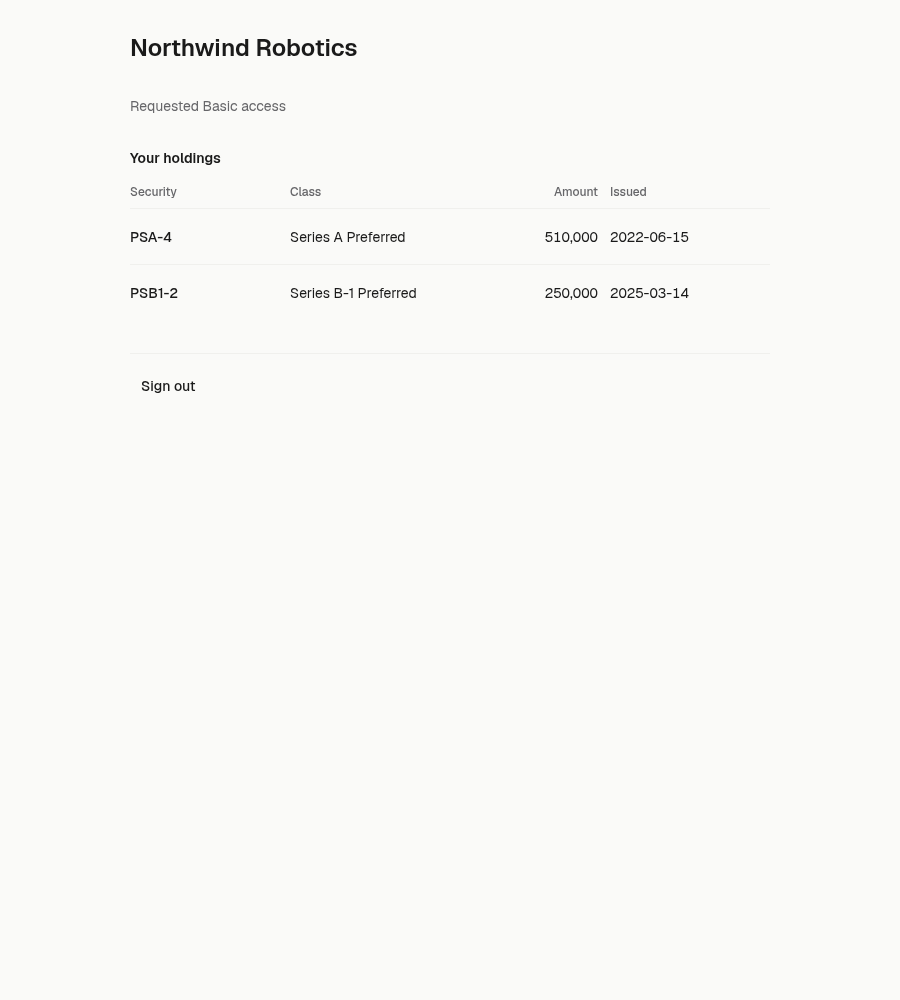 Northwind Robotics
Requested Basic access
Your holdings
Security Class Amount Issued
PSA-4 Series A Preferred 510,000 2022-06-15
PSB1-2 Series B-1 Preferred 250,000 2025-03-14
Sign out